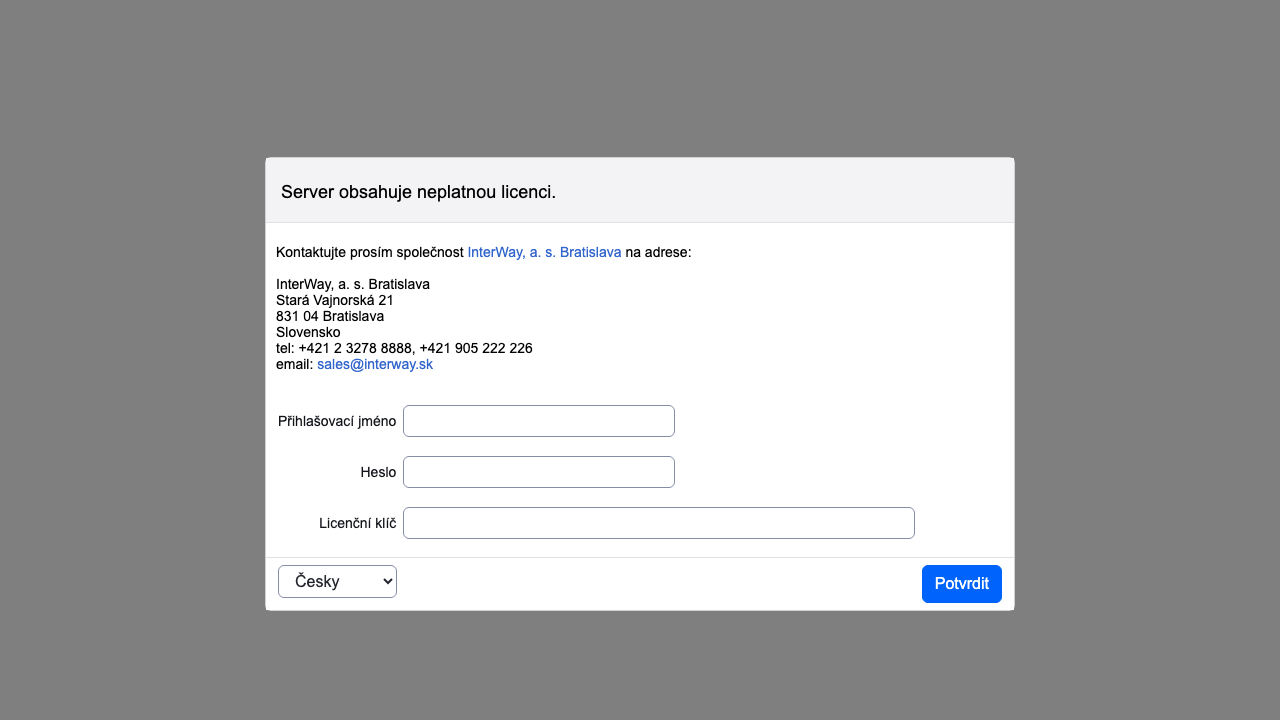 Server obsahuje neplatnou licenci.
Kontaktujte prosím společnost InterWay, a. s. Bratislava na adrese:
InterWay, a. s. Bratislava
Stará Vajnorská 21
831 04 Bratislava
Slovensko
tel: +421 2 3278 8888, +421 905 222 226
email: sales@interway.sk
Přihlašovací jméno
Heslo
Licenční klíč
Česky
Potvrdit